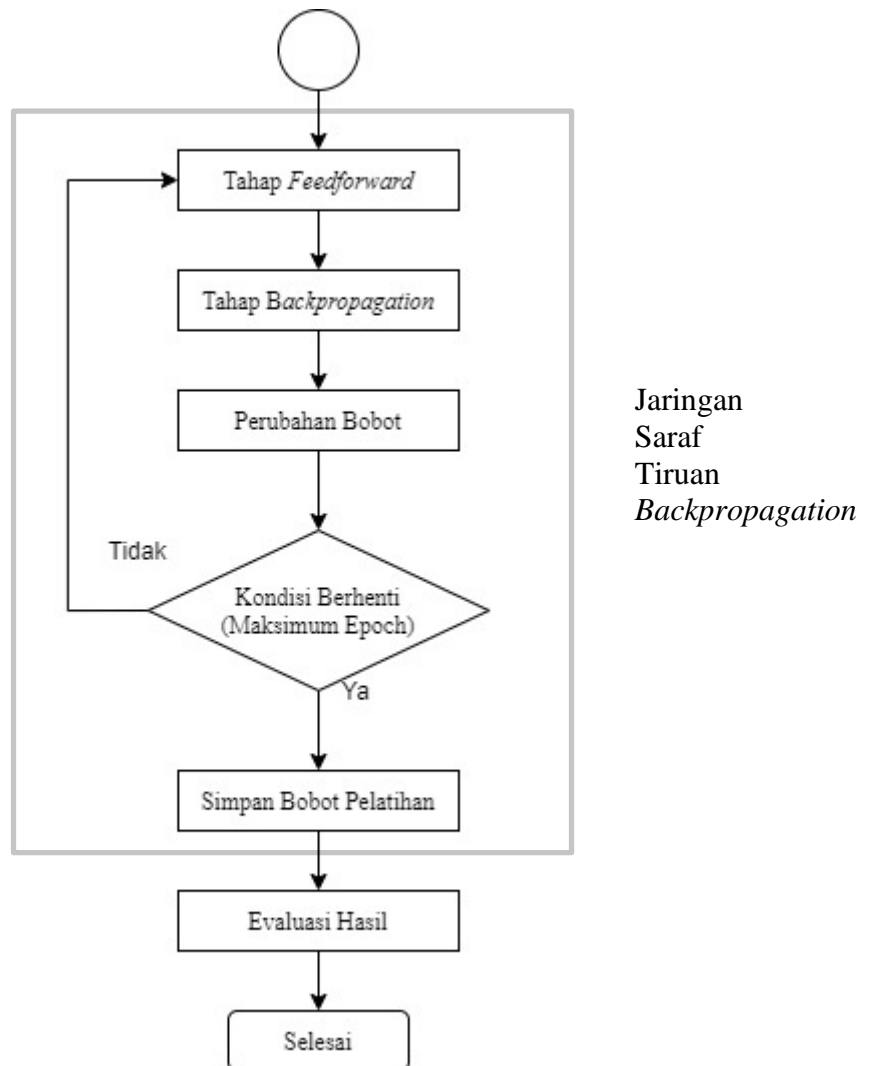 Tahap Feedforward
Tahap Backpropagation
Perubahan Bobot
Tidak
Kondisi Berhenti
(Maksimum Epoch)
Ya
Simpan Bobot Pelatihan
Evaluasi Hasil
Selesai
Jaringan
Saraf
Tiruan
Backpropagation